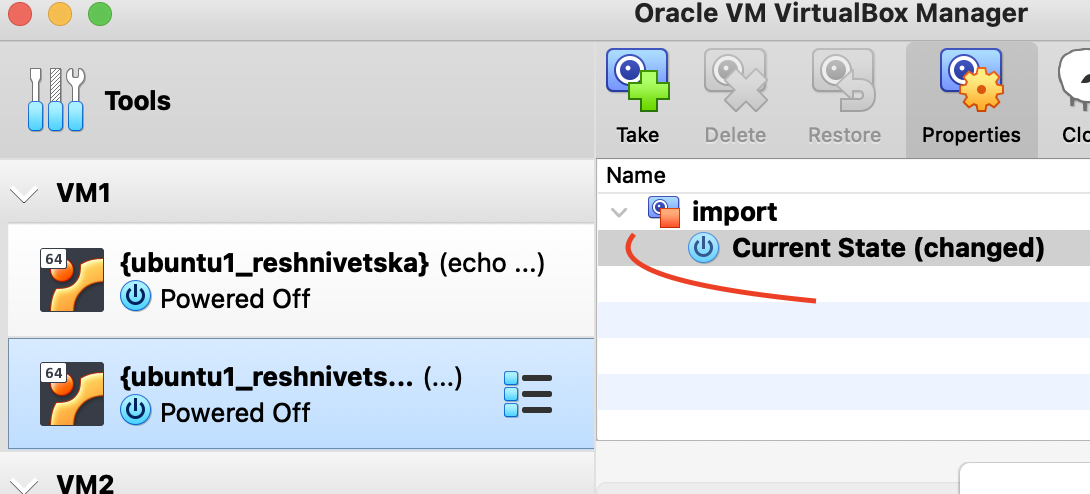 Oracle VM VirtualBox Manager
Tools
Take
Delete
Restore
Properties
Clo
Name
VM1
import
Current State (changed)
64
{ubuntu1_reshnivetska} (echo ...)
Powered Off
64
{ubuntu1_reshnivets... (...)
Powered Off
VM2